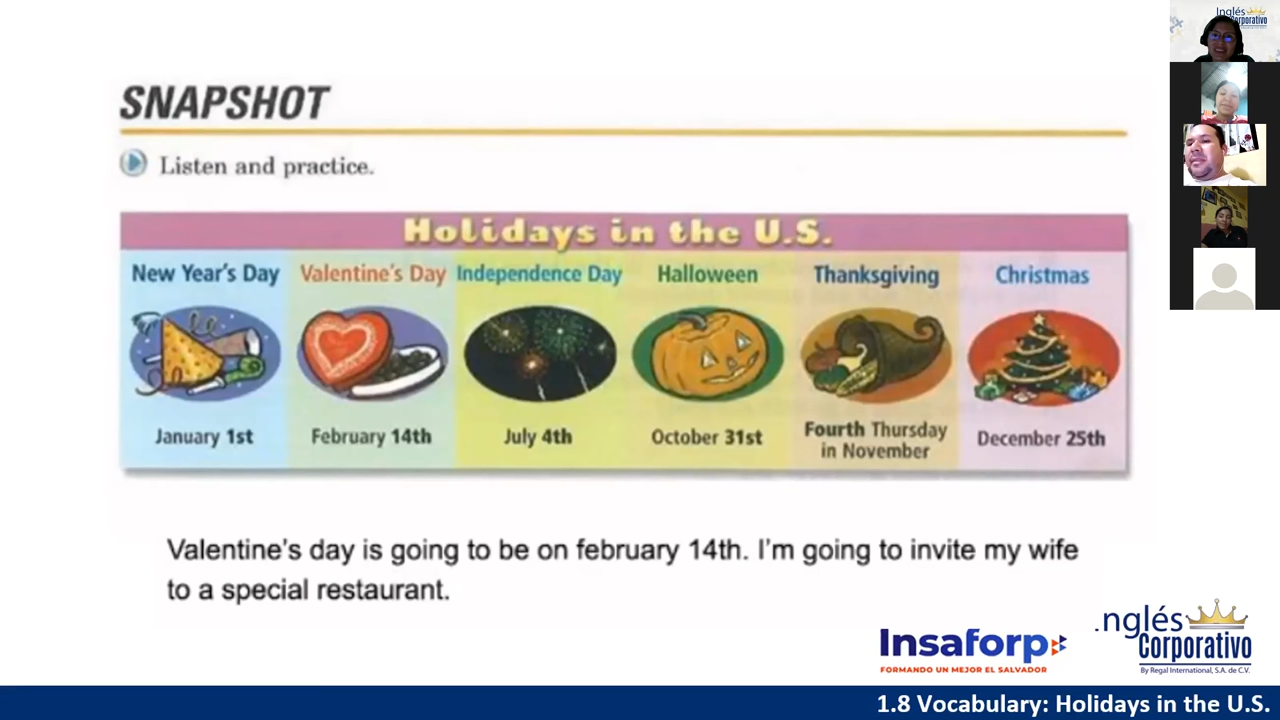 Inglés
Corporativo
SNAPSHOT
Listen and practice.
Holidays in the U.S.
New Year's Day
Valentine's Day
Independence Day
Halloween
Thanksgiving
Christmas
January 1st
February 14th
July 4th
October 31st
Fourth Thursday
in November
December 25th
Valentine's day is going to be on february 14th. I'm going to invite my wife
to a special restaurant.
Insaforp
FORMANDO UN MEJOR EL SALVADOR
.nglés
Corporativo
By Regal International, S.A. de C.V.
1.8 Vocabulary: Holidays in the U.S.